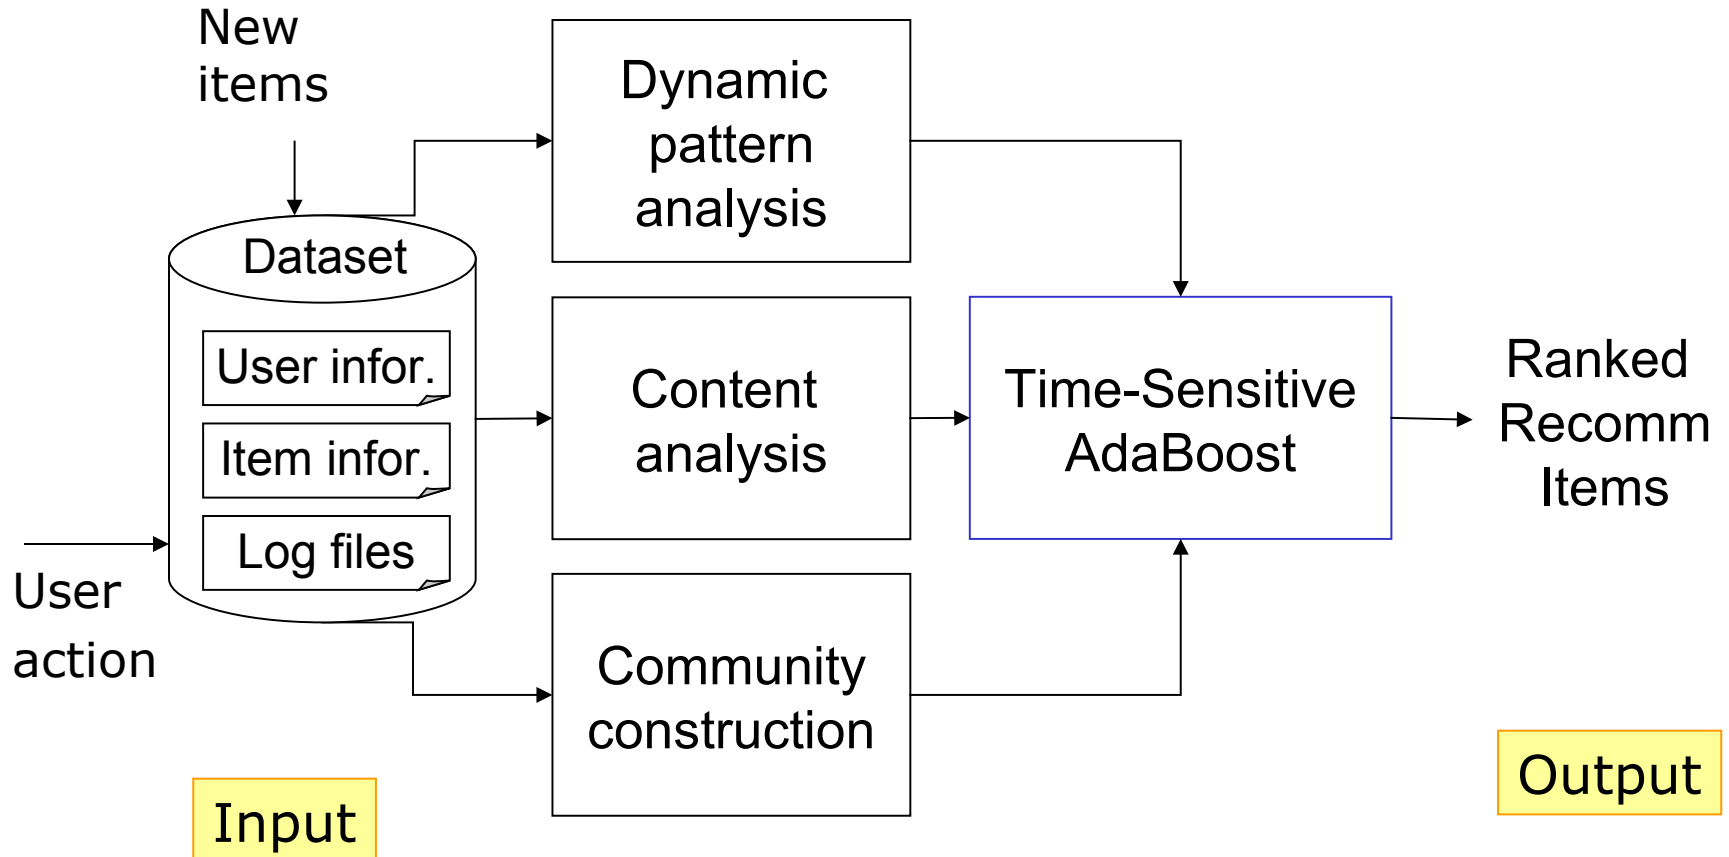 New
items
Dynamic
pattern
analysis
Dataset
User infor.
Item infor.
Log files
User
action
Content
analysis
Community
construction
Time-Sensitive
AdaBoost
Ranked
Recomm
Items
Input
Output